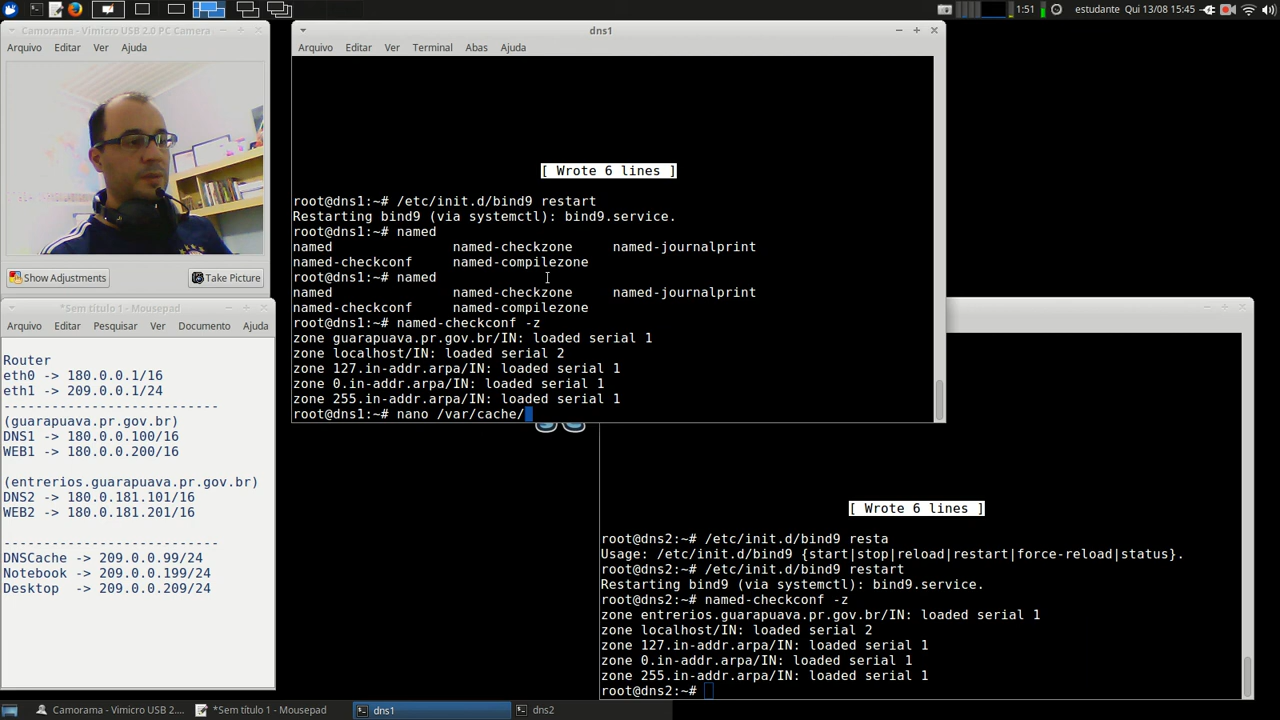 1:51 estudante Qui 13/08 15:45
Camorama - Vimicro USB 2.0 PC Camera
Arquivo Editar Ver Ajuda
Show Adjustments Take Picture
*Sem título 1 - Mousepad
Arquivo Editar Pesquisar Ver Documento Ajuda
Router
eth0 -> 180.0.0.1/16
eth1 -> 209.0.0.1/24
---------------------------
(guarapuava.pr.gov.br)
DNS1 -> 180.0.0.100/16
WEB1 -> 180.0.0.200/16
(entrerios.guarapuava.pr.gov.br)
DNS2 -> 180.0.181.101/16
WEB2 -> 180.0.181.201/16
---------------------------
DNSCache -> 209.0.0.99/24
Notebook -> 209.0.0.199/24
Desktop -> 209.0.0.209/24
dns1
Arquivo Editar Ver Terminal Abas Ajuda
[ Wrote 6 lines ]
root@dns1:~# /etc/init.d/bind9 restart
Restarting bind9 (via systemctl): bind9.service.
root@dns1:~# named
named named-checkzone named-journalprint
named-checkconf named-compilezone
root@dns1:~# named
named named-checkzone named-journalprint
named-checkconf named-compilezone
root@dns1:~# named-checkconf -z
zone guarapuava.pr.gov.br/IN: loaded serial 1
zone localhost/IN: loaded serial 2
zone 127.in-addr.arpa/IN: loaded serial 1
zone 0.in-addr.arpa/IN: loaded serial 1
zone 255.in-addr.arpa/IN: loaded serial 1
root@dns1:~# nano /var/cache/
[ Wrote 6 lines ]
root@dns2:~# /etc/init.d/bind9 resta
Usage: /etc/init.d/bind9 {start|stop|reload|restart|force-reload|status}.
root@dns2:~# /etc/init.d/bind9 restart
Restarting bind9 (via systemctl): bind9.service.
root@dns2:~# named-checkconf -z
zone entrerios.guarapuava.pr.gov.br/IN: loaded serial 1
zone localhost/IN: loaded serial 2
zone 127.in-addr.arpa/IN: loaded serial 1
zone 0.in-addr.arpa/IN: loaded serial 1
zone 255.in-addr.arpa/IN: loaded serial 1
root@dns2:~#
Camorama - Vimicro USB 2.... *Sem título 1 - Mousepad dns1 dns2